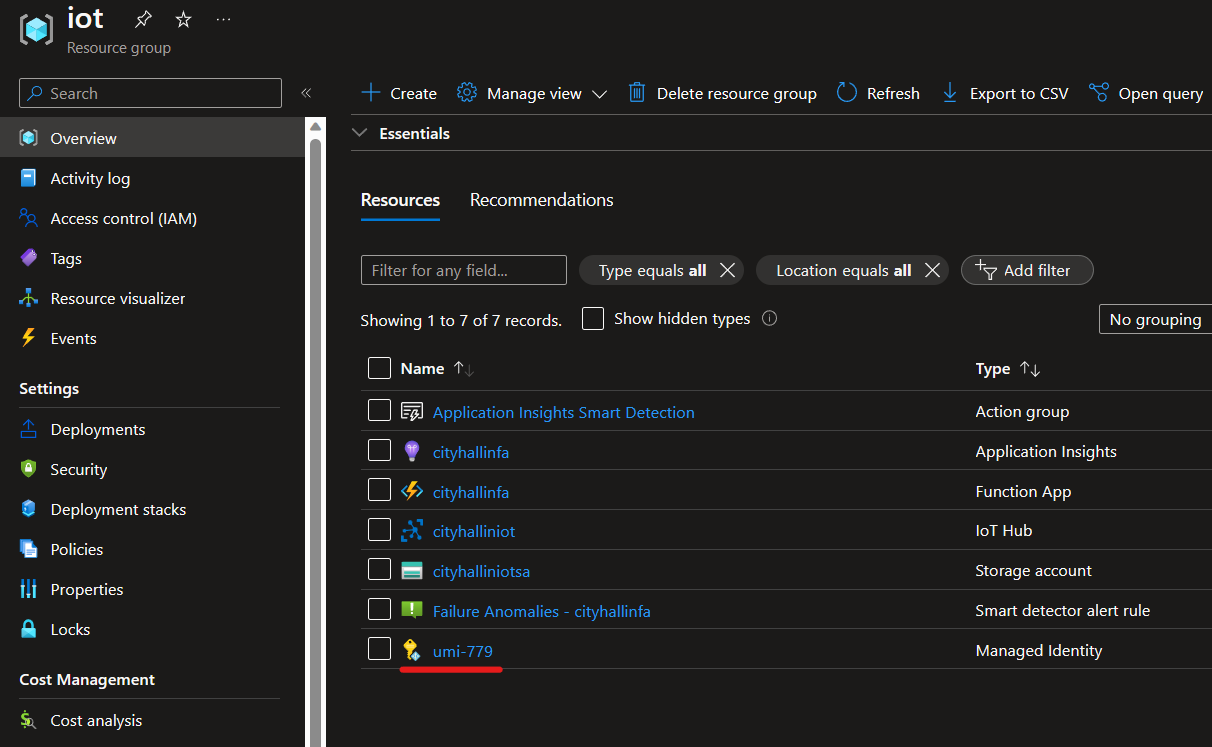 iot
Resource group
Search
Overview
Activity log
Access control (IAM)
Tags
Resource visualizer
Events
Settings
Deployments
Security
Deployment stacks
Policies
Properties
Locks
Cost Management
Cost analysis
Create Manage view Delete resource group Refresh Export to CSV Open query
Essentials
Resources Recommendations
Filter for any field... Type equals all Location equals all Add filter
Showing 1 to 7 of 7 records. Show hidden types No grouping
Name Type
Application Insights Smart Detection Action group
cityhallinfa Application Insights
cityhallinfa Function App
cityhalliniot IoT Hub
cityhalliniotsa Storage account
Failure Anomalies - cityhallinfa Smart detector alert rule
umi-779 Managed Identity